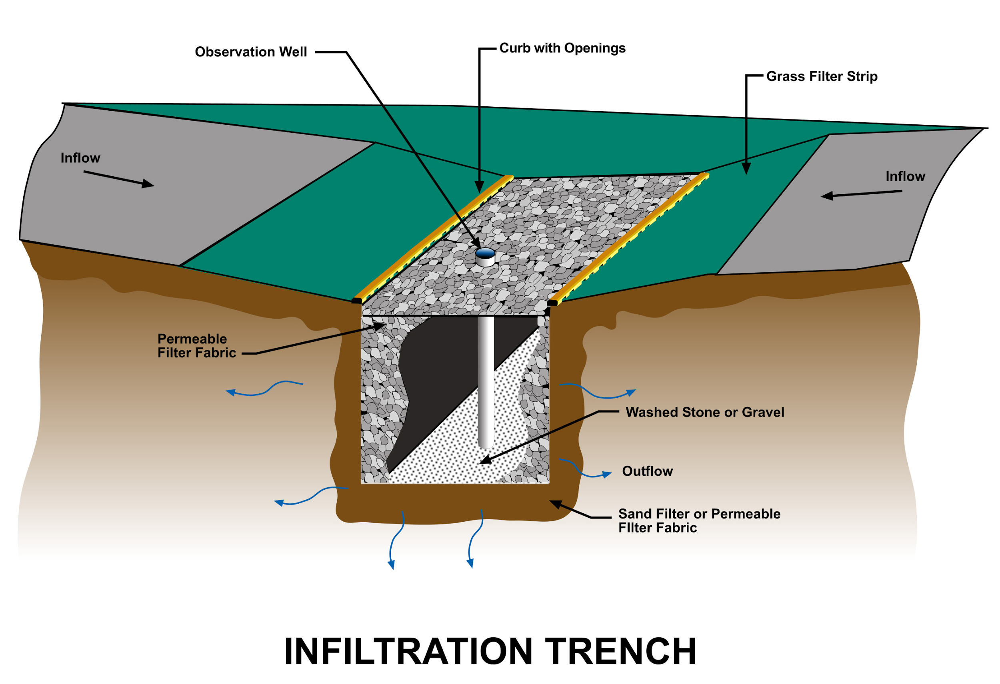 Observation Well
Curb with Openings
Grass Filter Strip
Inflow
Inflow
Permeable
Filter Fabric
Washed Stone or Gravel
Outflow
Sand Filter or Permeable
FIlter Fabric
INFILTRATION TRENCH